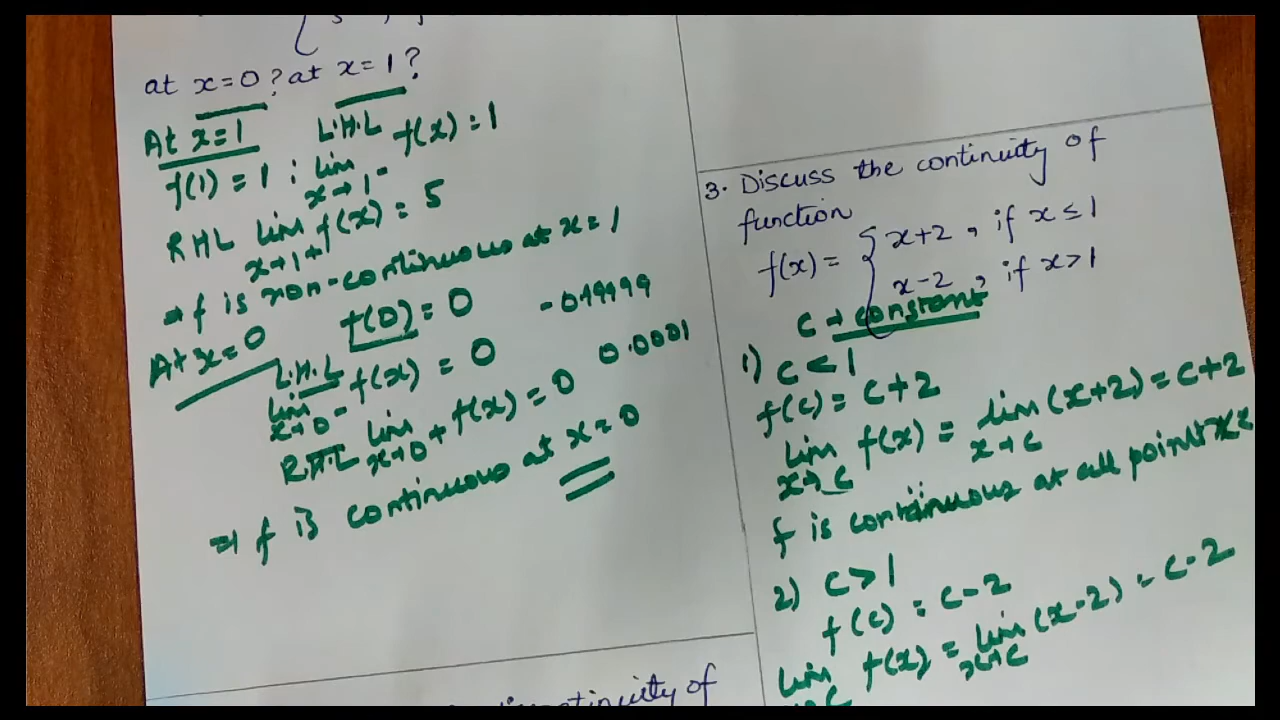 at x=0? at x=1?
At x=1 L.H.L
f(1) = 1 : lim x→1⁻ f(x) = 1
RHL lim x→1⁺ f(x) = 5
⇒ f is non-continuous at x=1
At x=0 f(0) = 0 -0.19999
L.H.L lim x→0⁻ f(x) = 0 0.0001
R.H.L lim x→0⁺ f(x) = 0
⇒ f is continuous at x=0
3. Discuss the continuity of
function
f(x) = { x+2, if x ≤ 1
x-2, if x>1
C → constant
1) c < 1
f(c) = c+2
lim x→c f(x) = lim x→c (x+2) = c+2
f is continuous at all points x<
2) c>1
f(c) = c-2
lim x→c f(x) = lim x→c (x-2) = c-2
continuity of